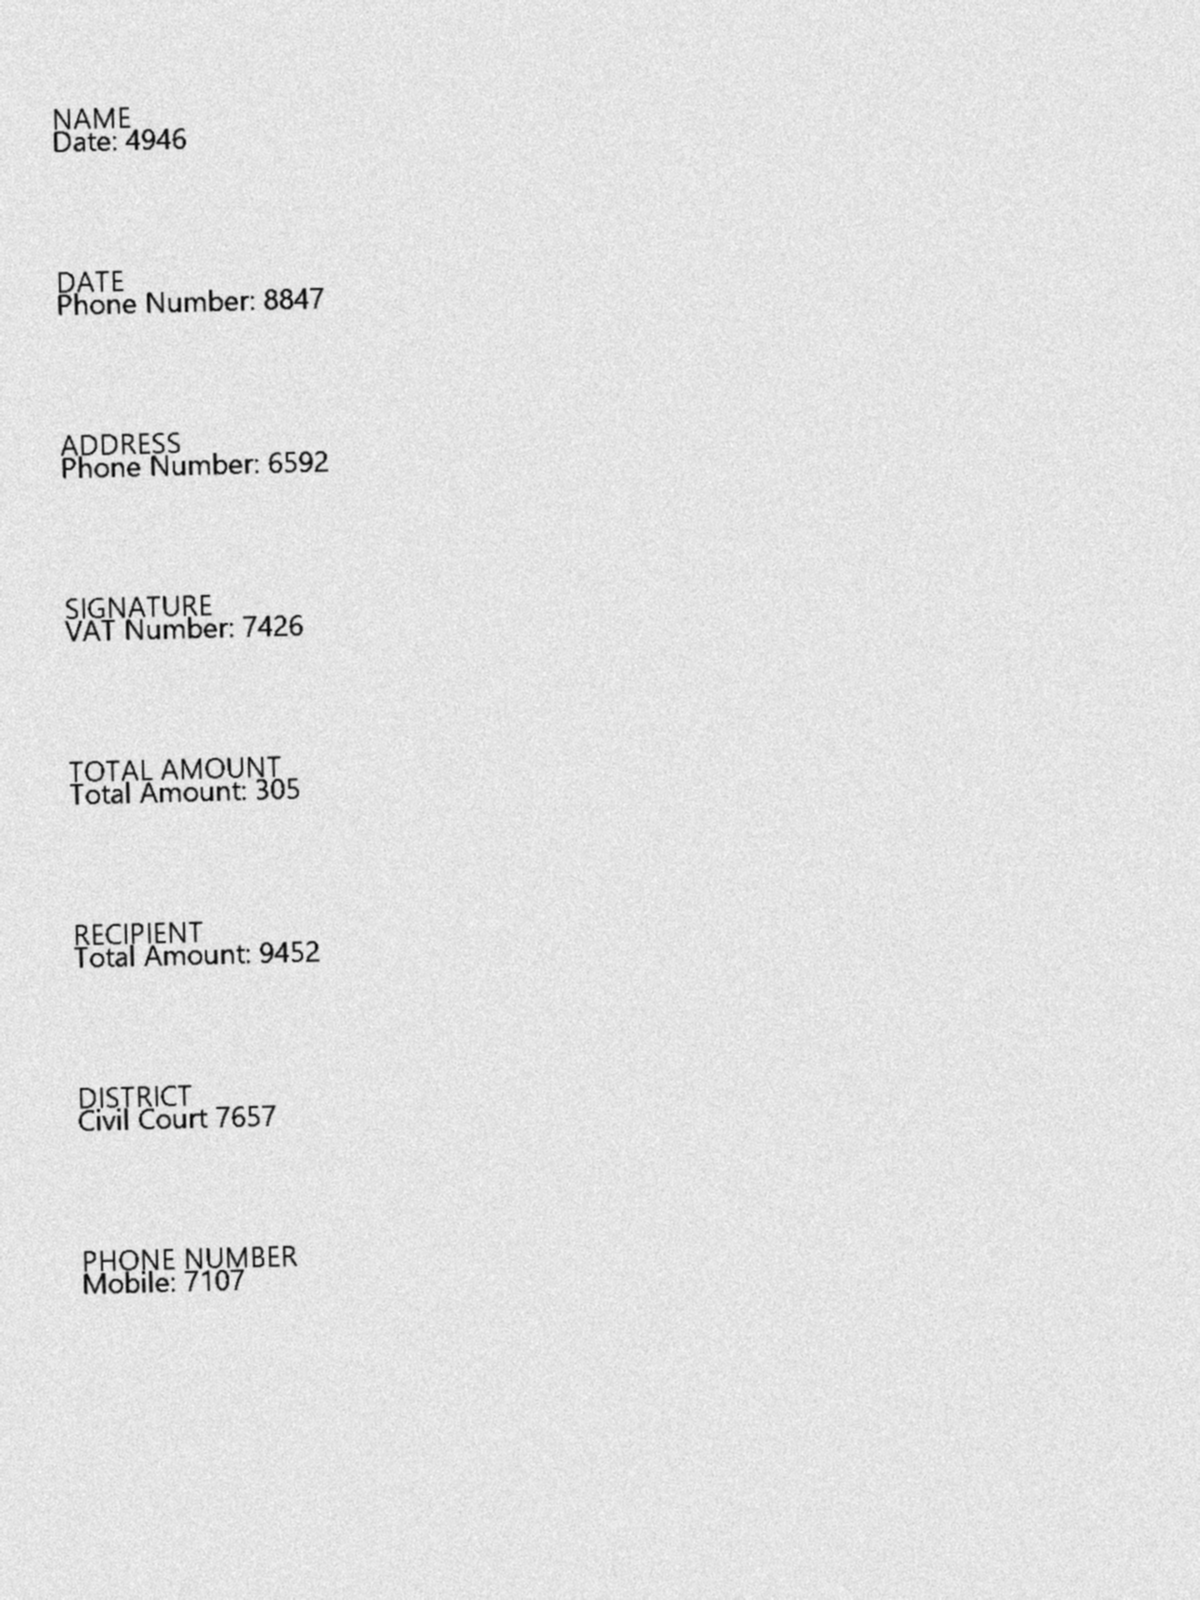 NAME
Date: 4946
DATE
Phone Number: 8847
ADDRESS
Phone Number: 6592
SIGNATURE
VAT Number: 7426
TOTAL AMOUNT
Total Amount: 305
RECIPIENT
Total Amount: 9452
DISTRICT
Civil Court 7657
PHONE NUMBER
Mobile: 7107